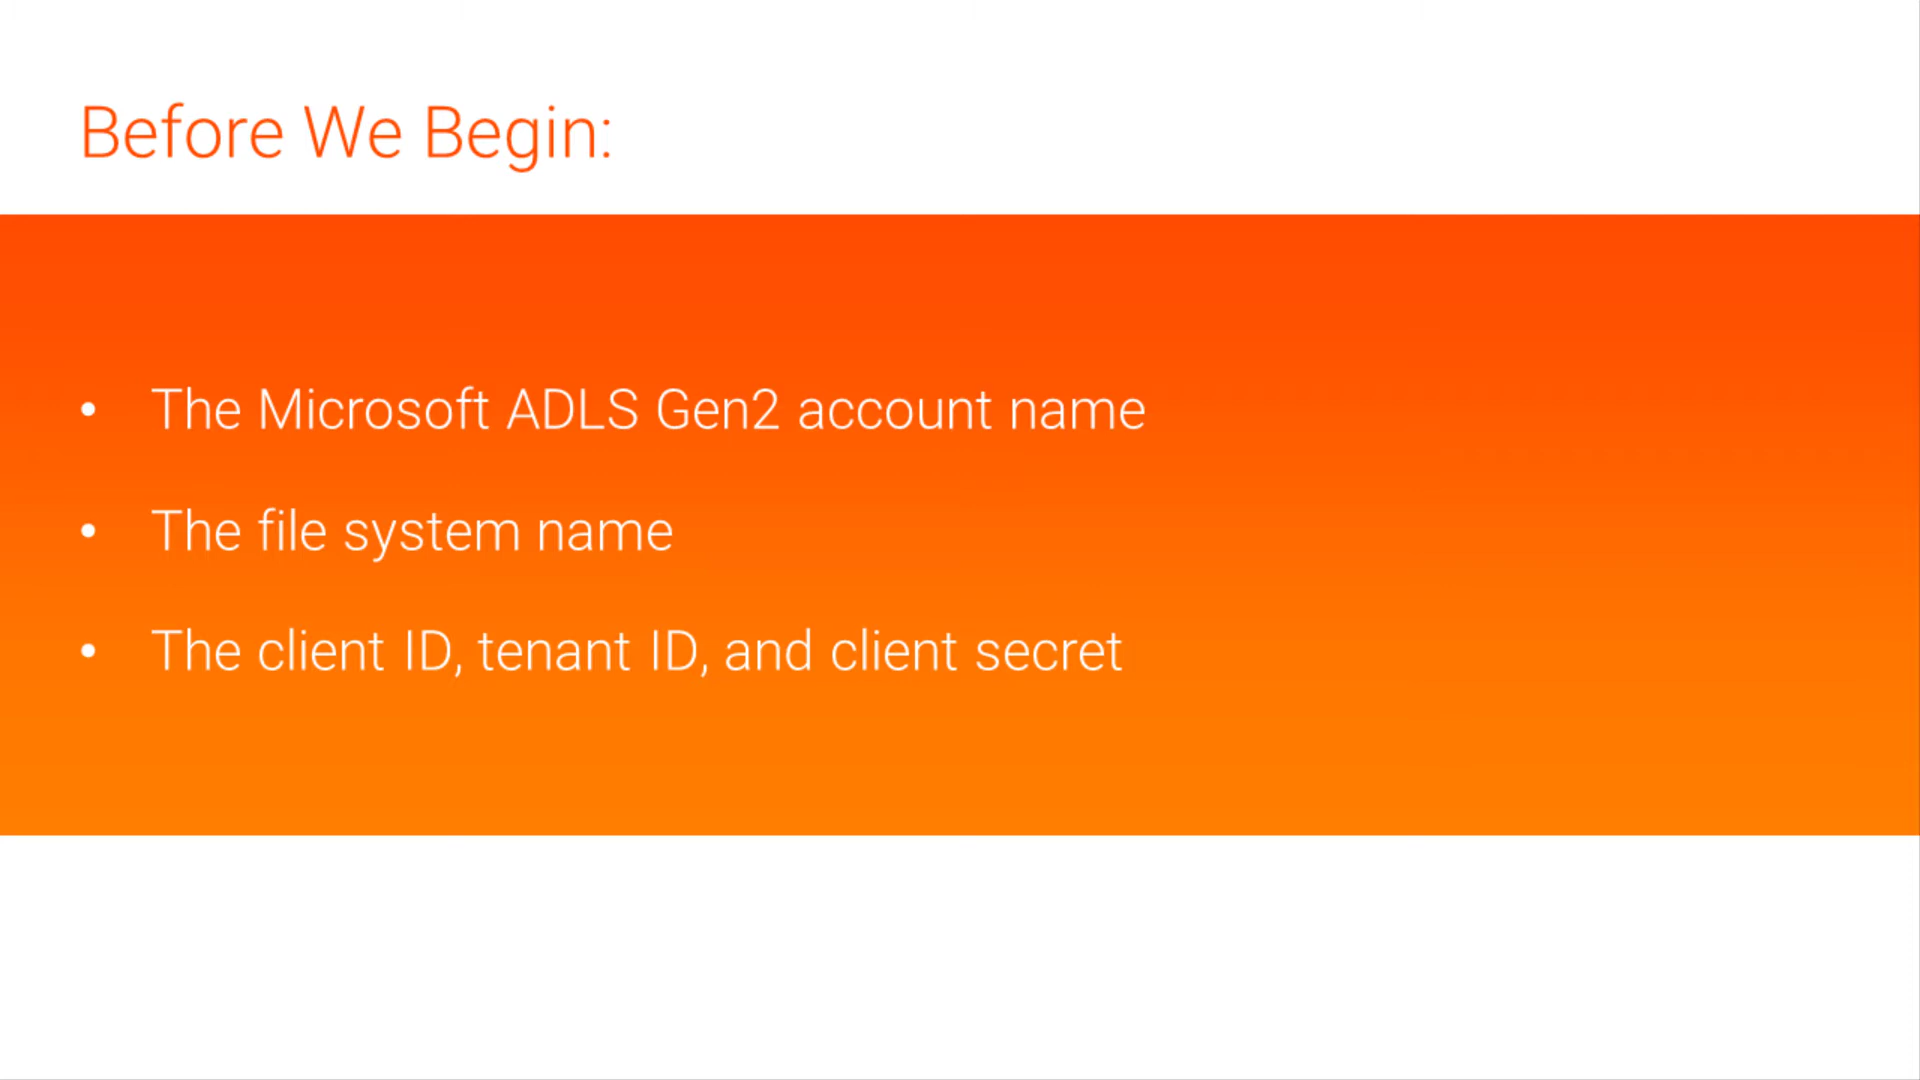 Before We Begin:
• The Microsoft ADLS Gen2 account name
• The file system name
• The client ID, tenant ID, and client secret